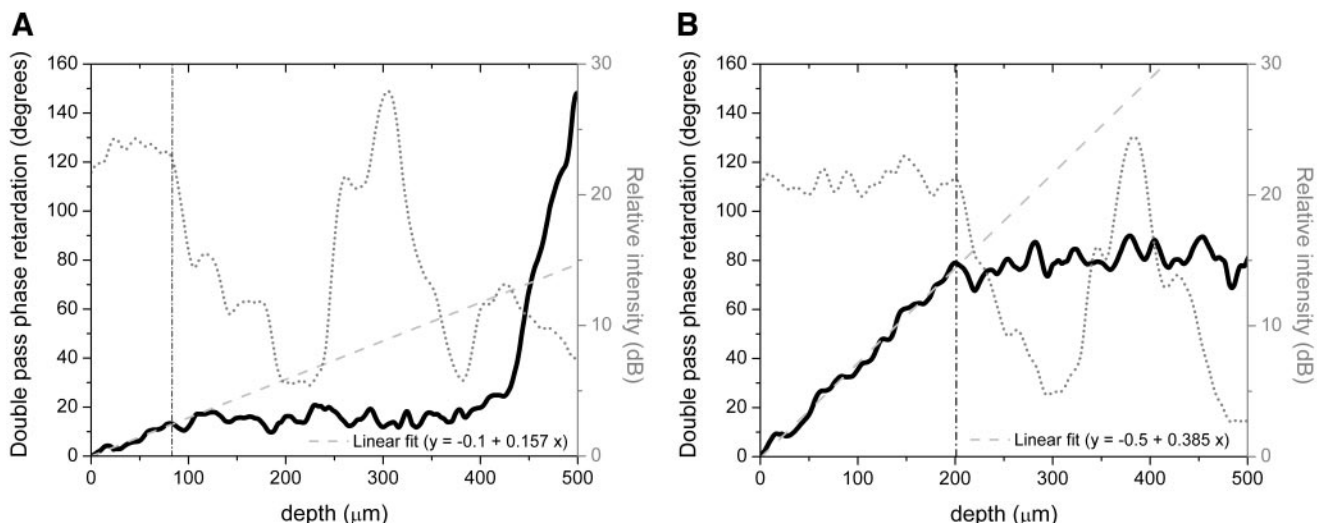 A
Double pass phase retardation (degrees)
160
140
120
100
80
60
40
20
0
30
20
10
0
Relative intensity (dB)
Linear fit (y = -0.1 + 0.157 x)
0 100 200 300 400 500
depth (μm)
B
Double pass phase retardation (degrees)
160
140
120
100
80
60
40
20
0
30
20
10
0
Relative intensity (dB)
Linear fit (y = -0.5 + 0.385 x)
0 100 200 300 400 500
depth (μm)